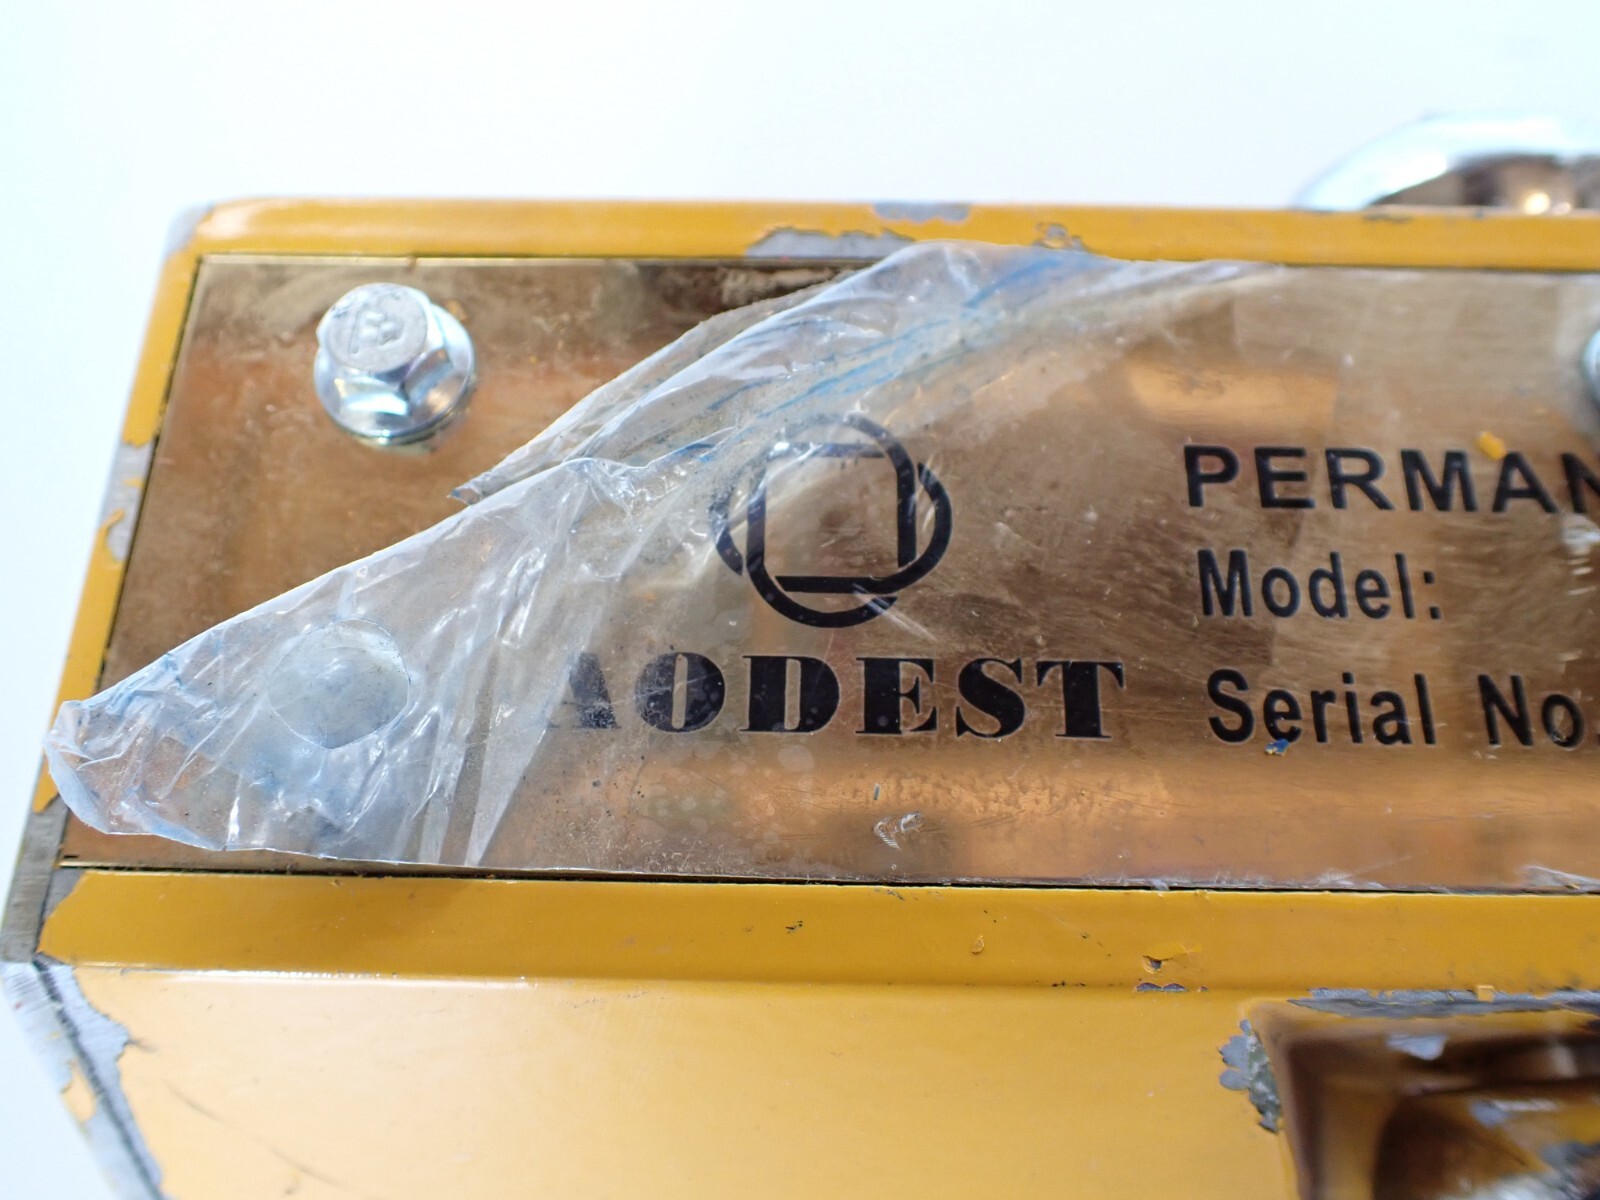 PERMAN
Model:
AODEST
Serial No.